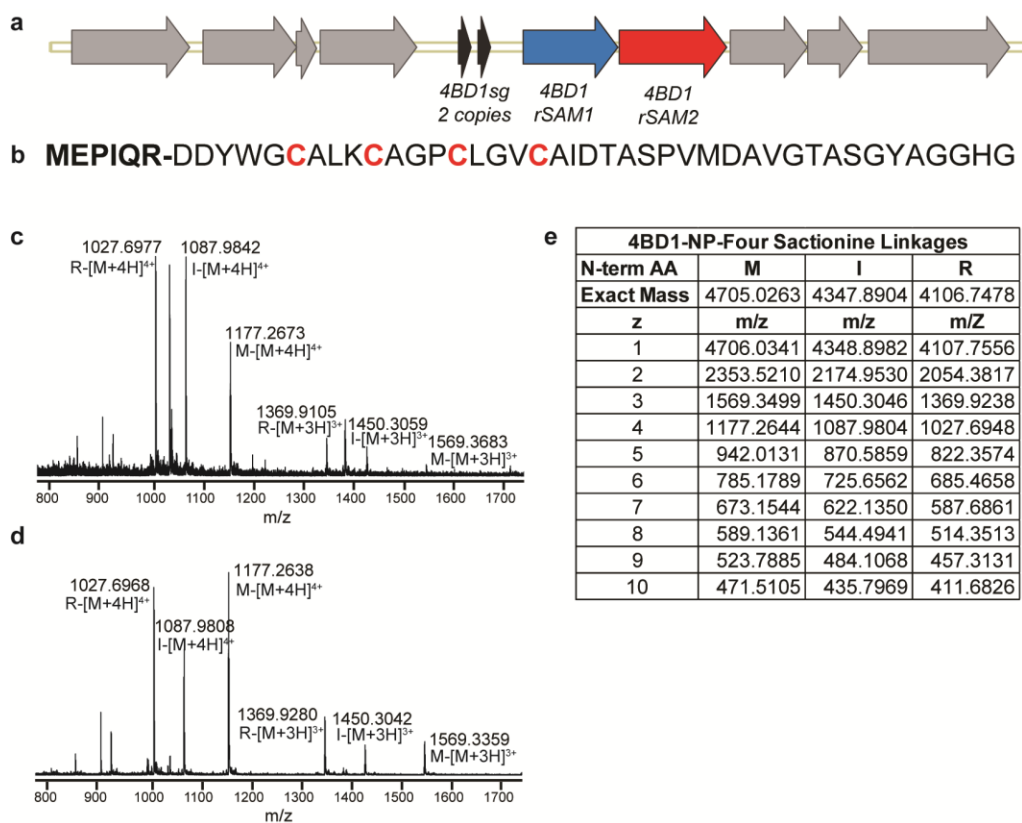 a
4BD1sg
2 copies
4BD1
rSAM1
4BD1
rSAM2
b MEPIQR-DDYWGCALKCAGPCLGVCAIDTASPVMDAVGTASGYAGGHG
c
1027.6977
R-[M+4H]4+
1087.9842
I-[M+4H]4+
1177.2673
M-[M+4H]4+
1369.9105
R-[M+3H]3+
1450.3059
I-[M+3H]3+
1569.3683
M-[M+3H]3+
800 900 1000 1200 1300 1400 1500 1600 1700
m/z
d
1027.6968
R-[M+4H]4+
1087.9808
I-[M+4H]4+
1177.2638
M-[M+4H]4+
1369.9280
R-[M+3H]3+
1450.3042
I-[M+3H]3+
1569.3359
M-[M+3H]3+
800 900 1000 1100 1200 1300 1400 1500 1600 1700
m/z
e
4BD1-NP-Four Sactionine Linkages
N-term AA M I R
Exact Mass 4705.0263 4347.8904 4106.7478
z m/z m/z m/Z
1 4706.0341 4348.8982 4107.7556
2 2353.5210 2174.9530 2054.3817
3 1569.3499 1450.3046 1369.9238
4 1177.2644 1087.9804 1027.6948
5 942.0131 870.5859 822.3574
6 785.1789 725.6562 685.4658
7 673.1544 622.1350 587.6861
8 589.1361 544.4941 514.3513
9 523.7885 484.1068 457.3131
10 471.5105 435.7969 411.6826